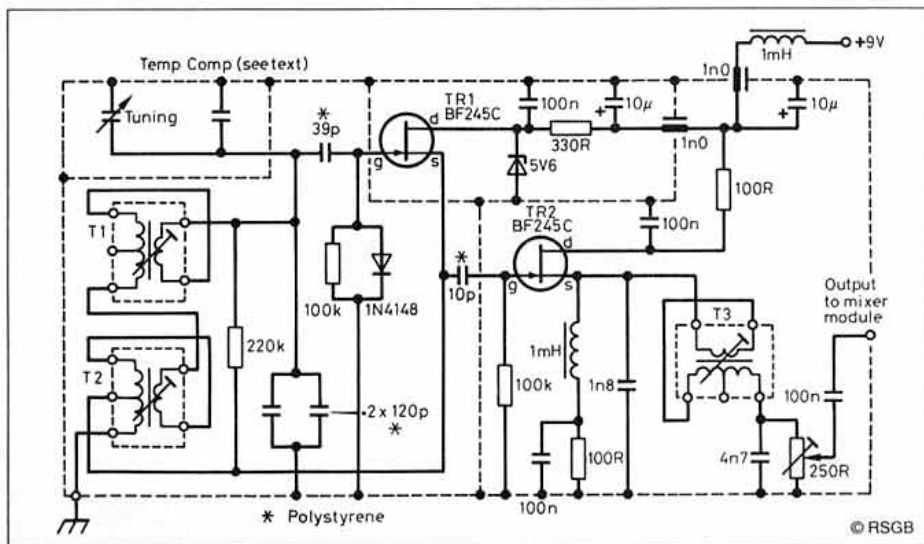 +9V
1mH
1n0
Temp Comp (see text)
TR1
BF245C
100n
10µ
10µ
Tuning
*
39p
d
g
s
330R
1n0
5V6
100R
TR2
BF245C
100n
T1
*
10p
d
g
s
Output
to mixer
module
100k
1N4148
T3
1mH
220k
T2
100k
1n8
100n
2 x 120p
*
100R
4n7
250R
100n
* Polystyrene
© RSGB